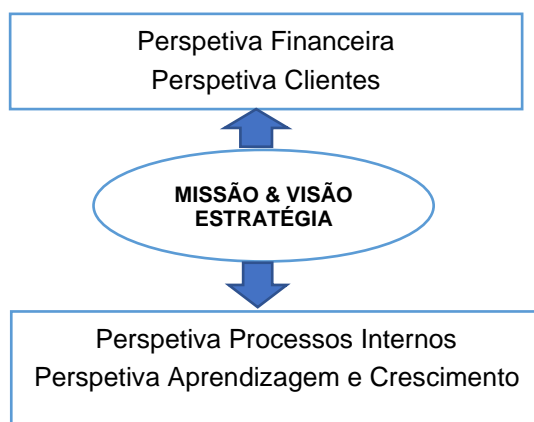 Perspetiva Financeira
Perspetiva Clientes
MISSÃO & VISÃO
ESTRATÉGIA
Perspetiva Processos Internos
Perspetiva Aprendizagem e Crescimento